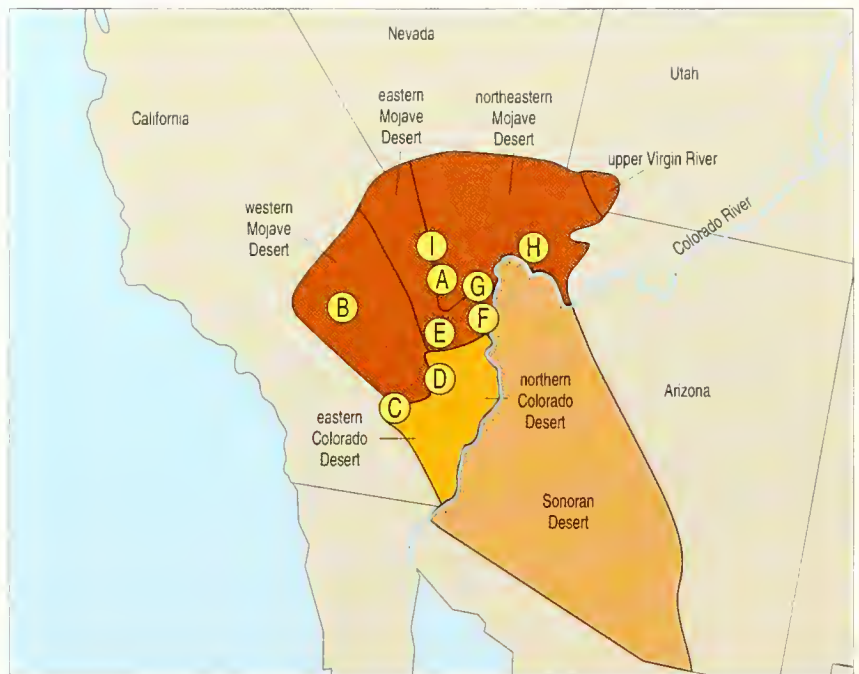 Nevada
Utah
California
eastern
Mojave
Desert
northeastern
Mojave
Desert
upper Virgin River
western
Mojave
Desert
Colorado River
I
H
A
G
B
F
E
D
C
northern
Colorado
Desert
Arizona
eastern
Colorado
Desert
Sonoran
Desert